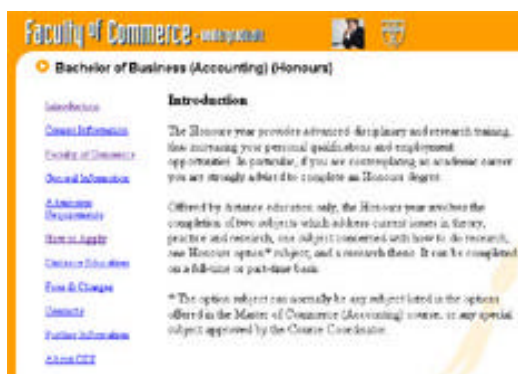 Faculty of Commerce - undergraduate
Bachelor of Business (Accounting) (Honours)
Introduction
Course Information
Faculty of Commerce
General Information
Admission
Requirements
How to Apply
Distance Education
Fees & Charges
Contacts
Further Information
About CSU
Introduction
The Honours year provides advanced disciplinary and research training,
thus increasing your personal qualifications and employment
opportunities. In particular, if you are contemplating an academic career
you are strongly advised to complete an Honours degree.
Offered by distance education only, the Honours year involves the
completion of two subjects which address current issues in theory,
practice and research, one subject concerned with how to do research,
one Honours option* subject, and a research thesis. It can be completed
on a full-time or part-time basis.
* The option subject can normally be any subject listed in the options
offered in the Master of Commerce (Accounting) course, or any special
subject approved by the Course Coordinator.